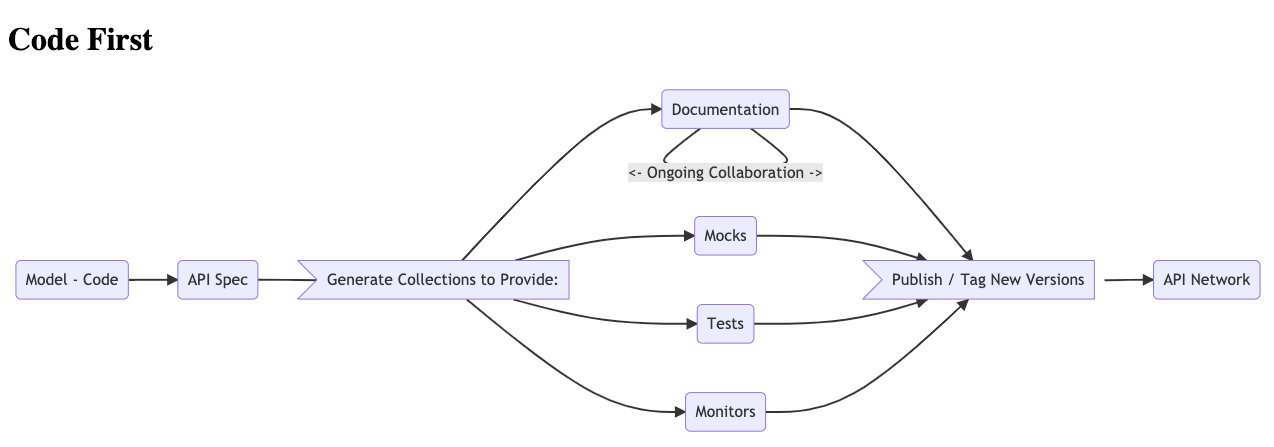 Code First
Documentation
<- Ongoing Collaboration ->
Mocks
Model - Code
API Spec
Generate Collections to Provide:
Publish / Tag New Versions
API Network
Tests
Monitors